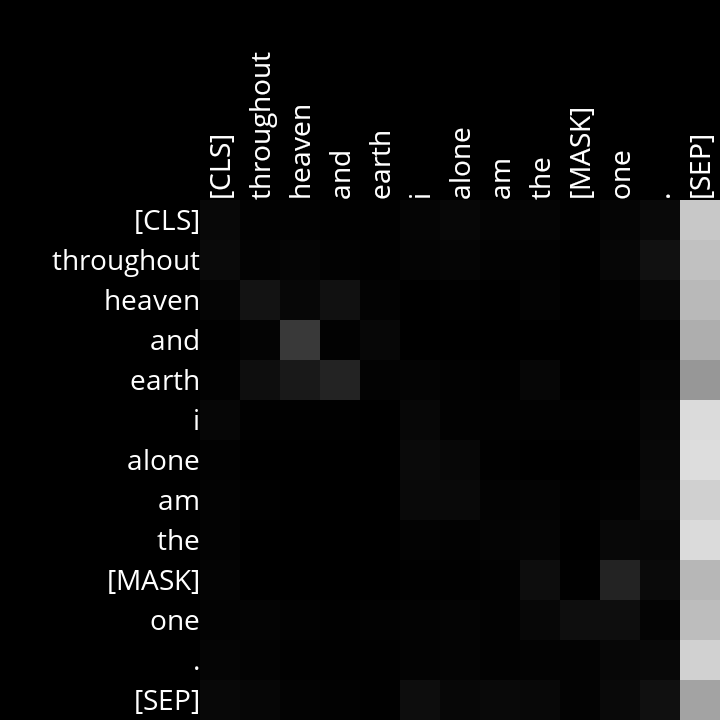 [CLS] throughout heaven and earth i alone am the [MASK] one . [SEP]
[CLS]
throughout
heaven
and
earth
i
alone
am
the
[MASK]
one
.
[SEP]